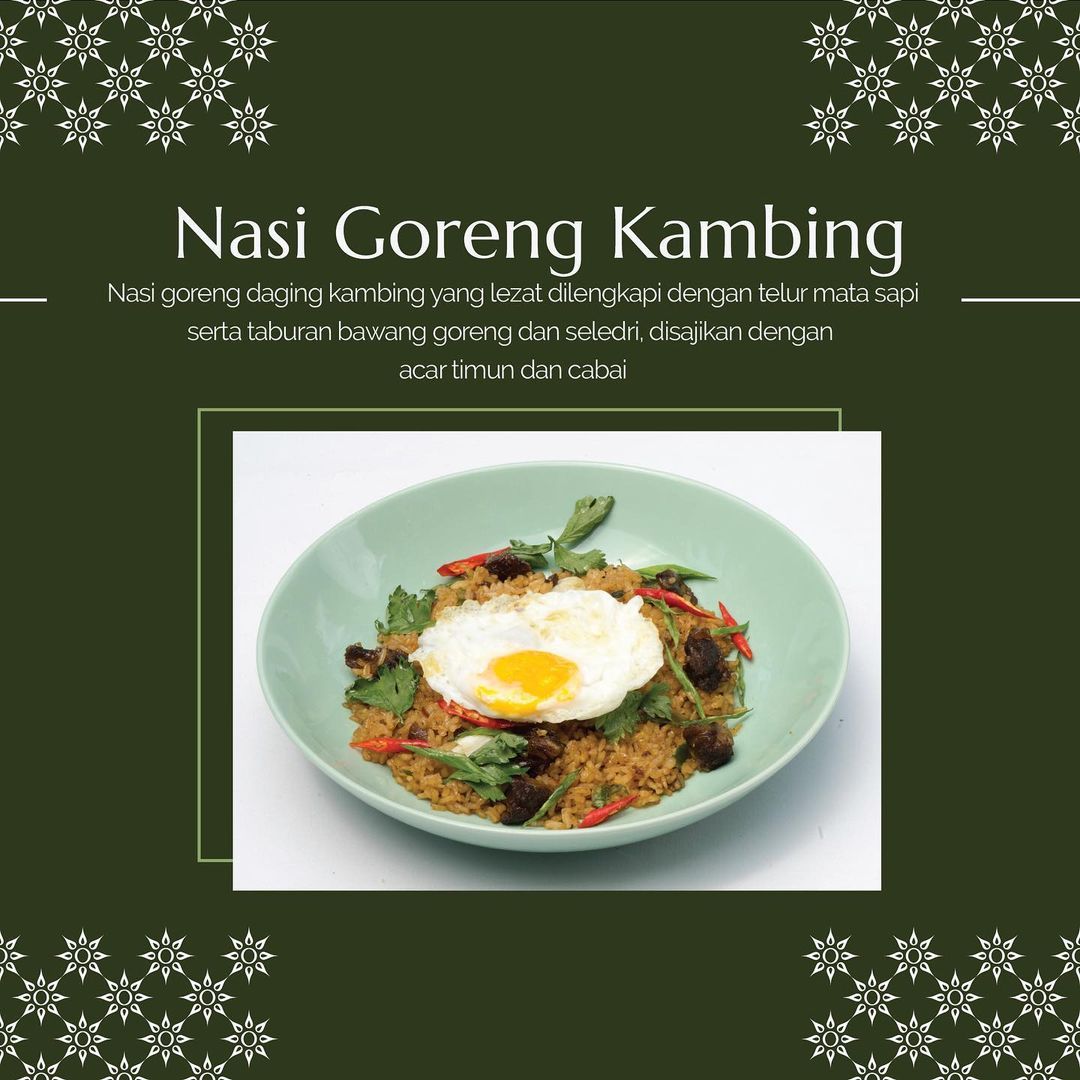 Nasi Goreng Kambing
Nasi goreng daging kambing yang lezat dilengkapi dengan telur mata sapi
serta taburan bawang goreng dan seledri, disajikan dengan
acar timun dan cabai